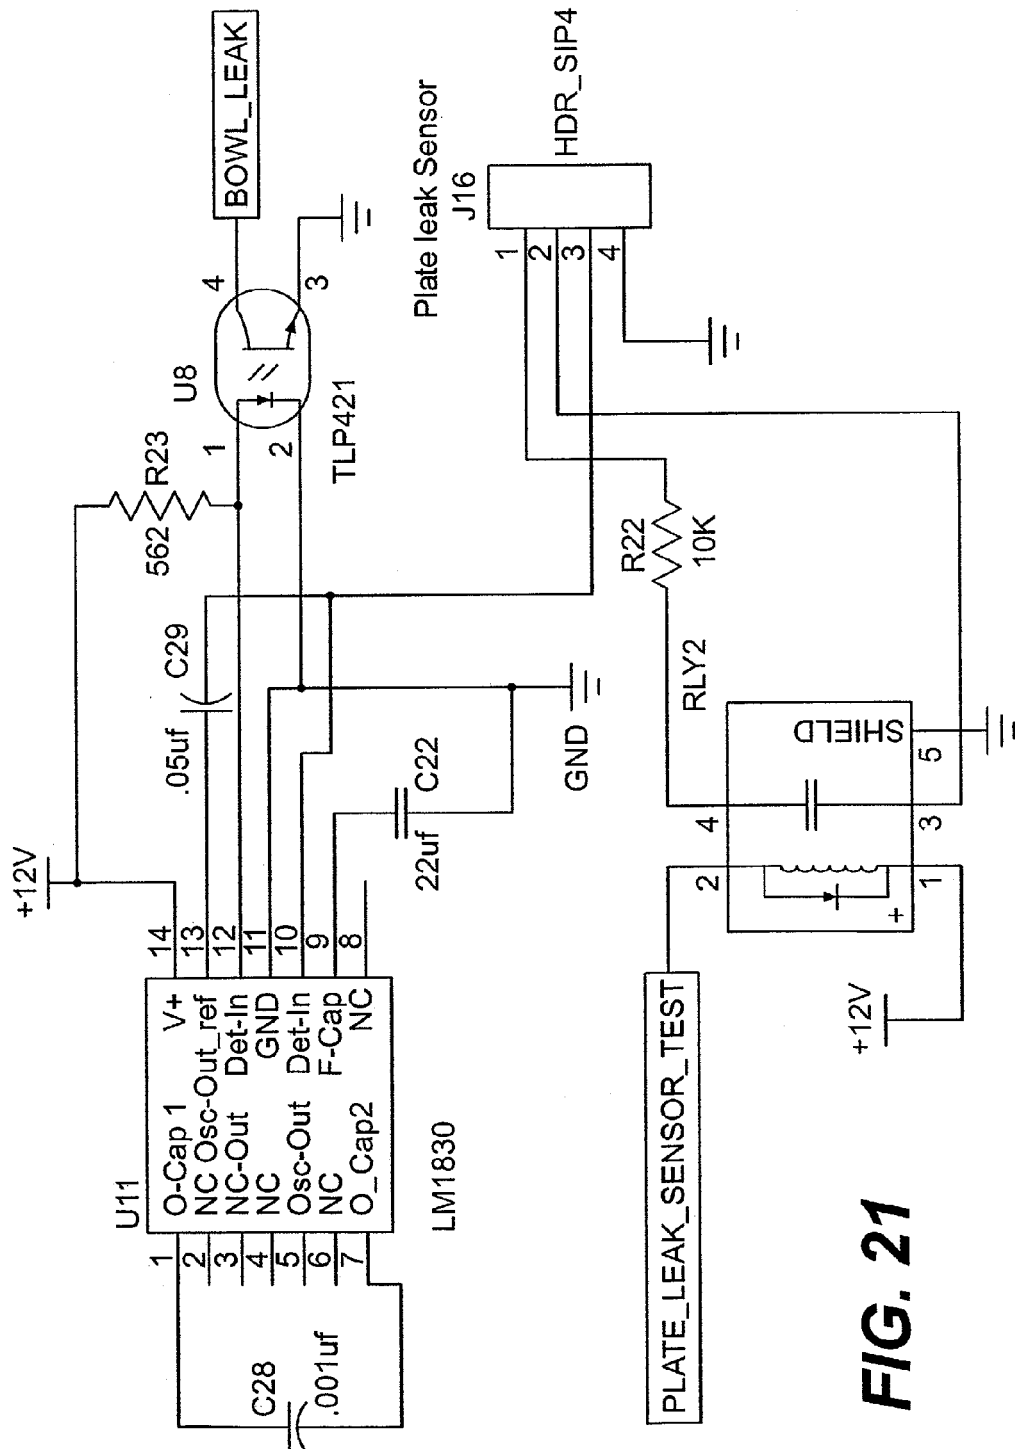 +12V
R23
562
U8
1
2
4
3
TLP421
BOWL_LEAK
U11
O-Cap 1
V+
NC Osc-Out_ref
NC-Out
Det-In
NC
GND
Osc-Out
Det-In
NC
F-Cap
O_Cap2
NC
1
2
3
4
5
6
7
14
13
12
11
10
9
8
LM1830
C28
.001uf
.05uf
C29
22uf
C22
GND
Plate leak Sensor
J16
1
2
3
4
HDR_SIP4
R22
10K
RLY2
PLATE_LEAK_SENSOR_TEST
2
4
SHIELD
+
1
3
5
+12V
FIG. 21